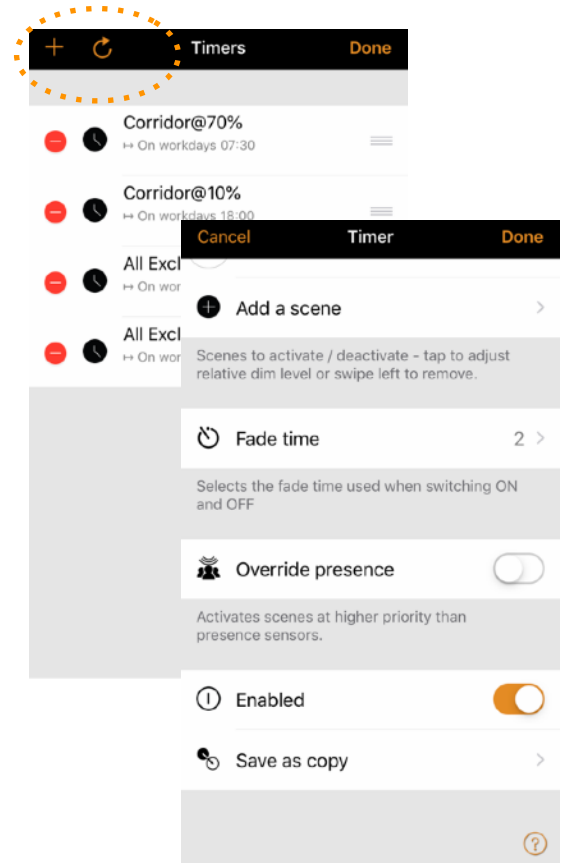 Timers
Done
Corridor@70%
↦ On workdays 07:30
Corridor@10%
↦ On workdays 18:00
All Excl
↦ On wor
All Excl
↦ On wor
Cancel
Timer
Done
Add a scene
Scenes to activate / deactivate - tap to adjust
relative dim level or swipe left to remove.
Fade time
2
Selects the fade time used when switching ON
and OFF
Override presence
Activates scenes at higher priority than
presence sensors.
Enabled
Save as copy
?